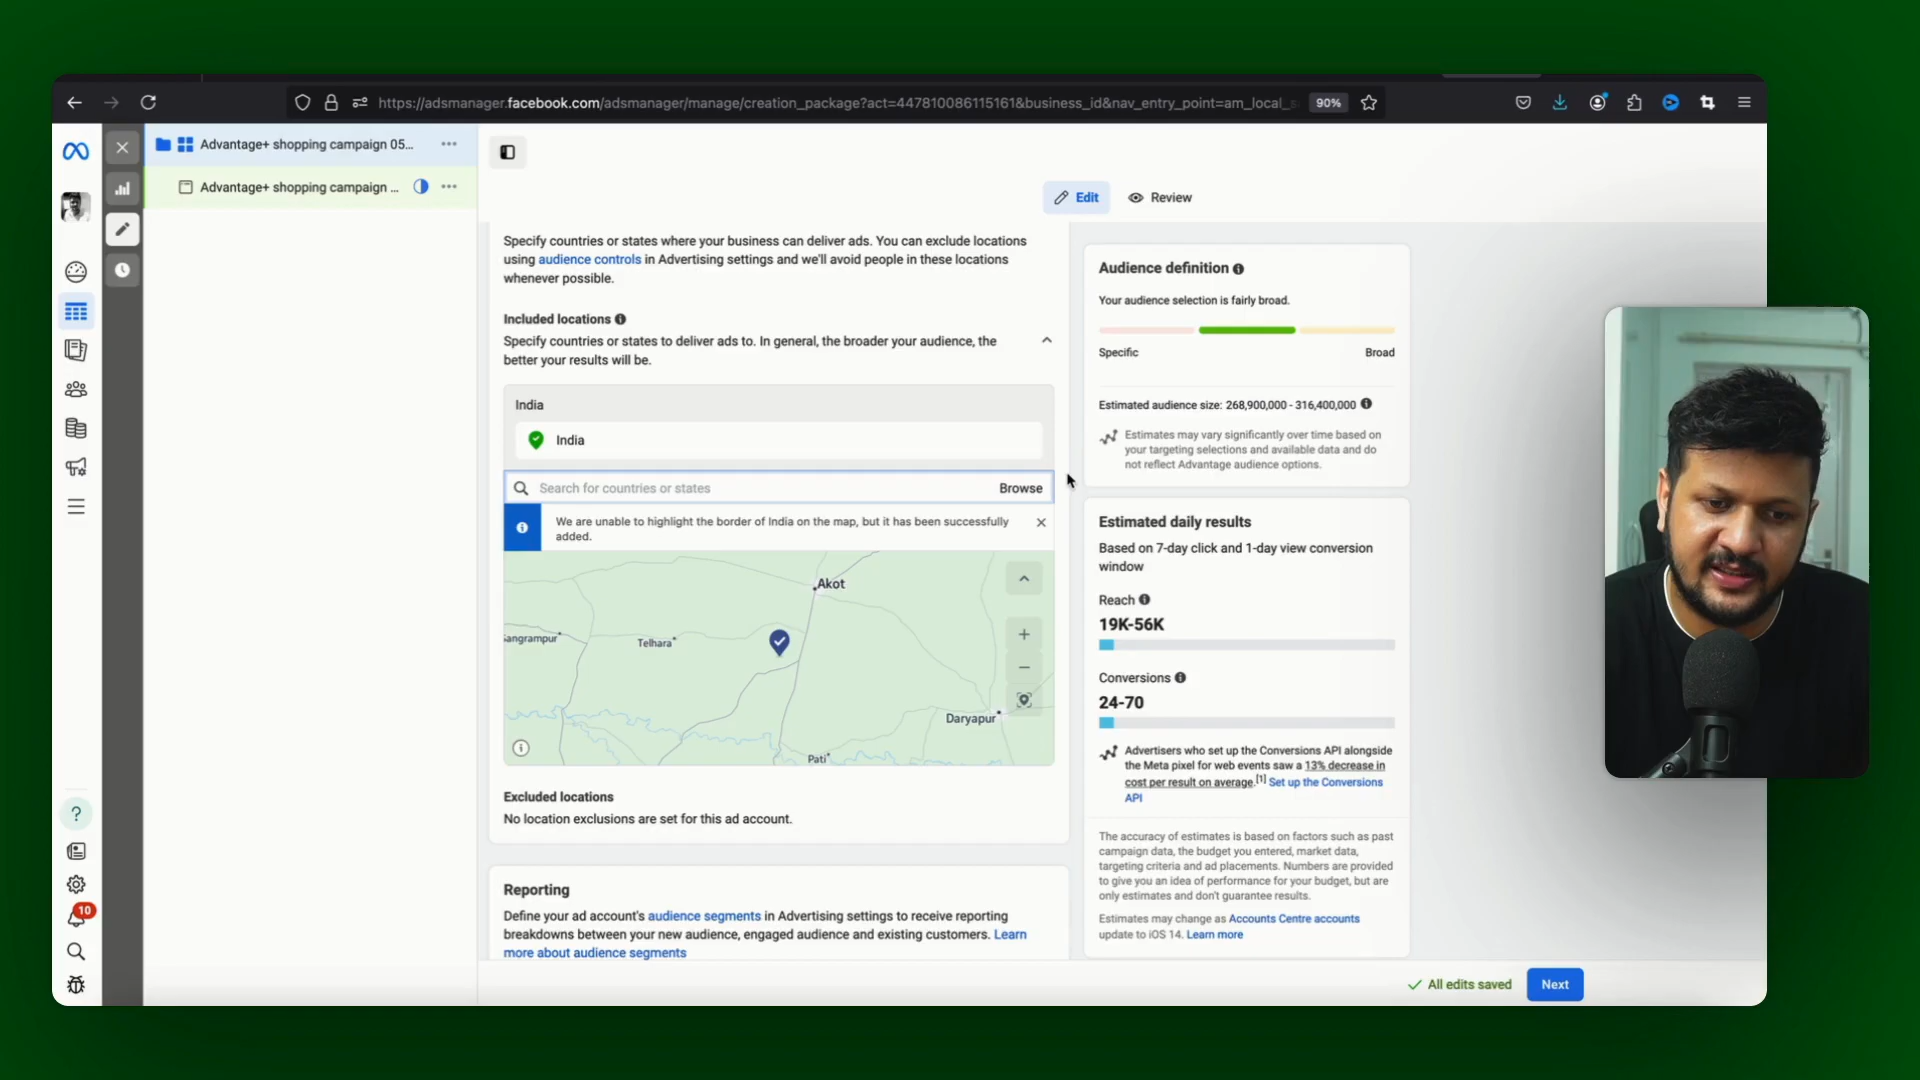 https://adsmanager.facebook.com/adsmanager/manage/creation_package?act=447810086115161&business_id&nav_entry_point=am_local_s
90%
Advantage+ shopping campaign 05...
Advantage+ shopping campaign ...
Edit
Review
Specify countries or states where your business can deliver ads. You can exclude locations
using audience controls in Advertising settings and we'll avoid people in these locations
whenever possible.
Included locations
Specify countries or states to deliver ads to. In general, the broader your audience, the
better your results will be.
India
India
Search for countries or states
Browse
We are unable to highlight the border of India on the map, but it has been successfully
added.
Akot
Sangrampur
Telhara
Daryapur
Pati
Excluded locations
No location exclusions are set for this ad account.
Reporting
Define your ad account's audience segments in Advertising settings to receive reporting
breakdowns between your new audience, engaged audience and existing customers. Learn
more about audience segments
Audience definition
Your audience selection is fairly broad.
Specific
Broad
Estimated audience size: 268,900,000 - 316,400,000
Estimates may vary significantly over time based on
your targeting selections and available data and do
not reflect Advantage audience options.
Estimated daily results
Based on 7-day click and 1-day view conversion
window
Reach
19K-56K
Conversions
24-70
Advertisers who set up the Conversions API alongside
the Meta pixel for web events saw a 13% decrease in
cost per result on average.[1] Set up the Conversions
API
The accuracy of estimates is based on factors such as past
campaign data, the budget you entered, market data,
targeting criteria and ad placements. Numbers are provided
to give you an idea of performance for your budget, but are
only estimates and don't guarantee results.
Estimates may change as Accounts Centre accounts
update to iOS 14. Learn more
10
All edits saved
Next